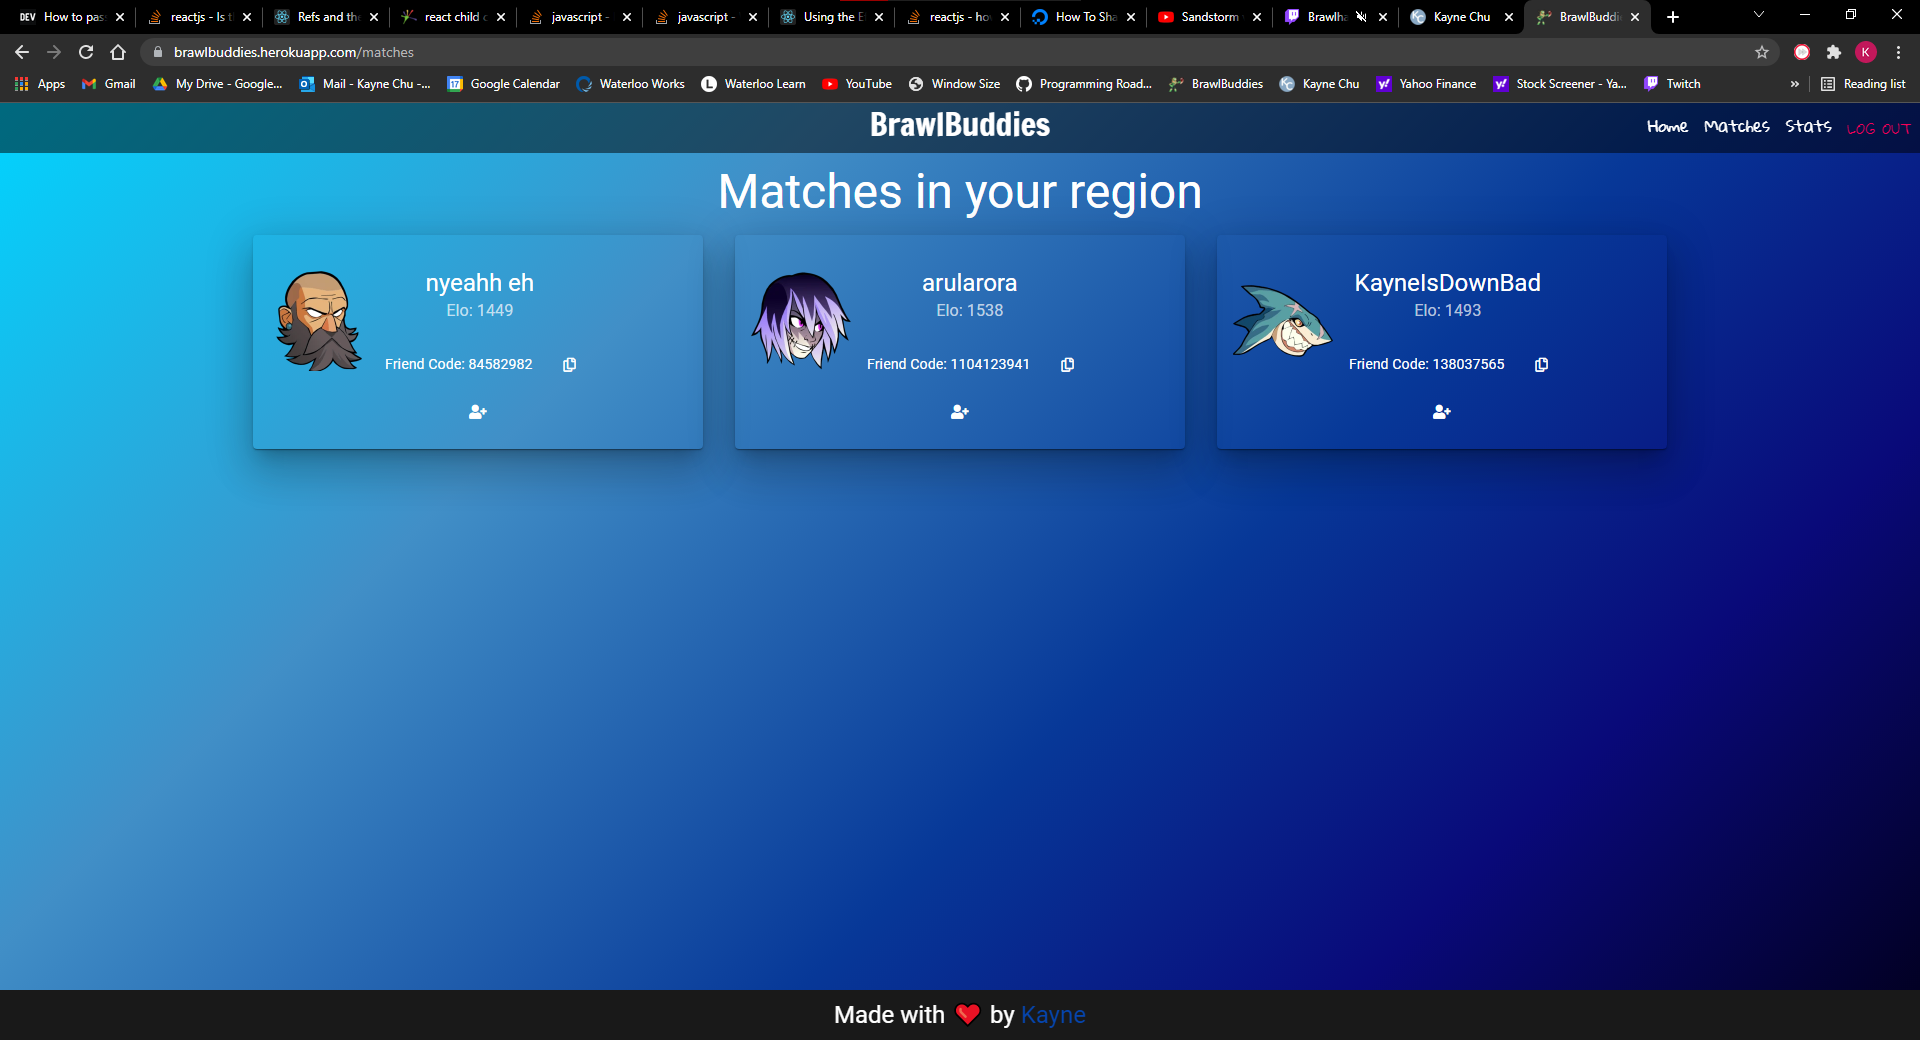 DEV How to pas
reactjs - Is t
Refs and the
react child c
javascript -
javascript -
Using the E
reactjs - ho
How To Sha
Sandstorm
Brawlha
Kayne Chu
BrawlBuddi
brawlbuddies.herokuapp.com/matches
K
Apps
Gmail
My Drive - Google...
Mail - Kayne Chu -...
17 Google Calendar
Waterloo Works
L Waterloo Learn
YouTube
Window Size
Programming Road...
BrawlBuddies
Kayne Chu
y! Yahoo Finance
y! Stock Screener - Ya...
Twitch
»
Reading list
BrawlBuddies
Home Matches Stats LOG OUT
Matches in your region
nyeahh eh
Elo: 1449
Friend Code: 84582982
arularora
Elo: 1538
Friend Code: 1104123941
KayneIsDownBad
Elo: 1493
Friend Code: 138037565
Made with ❤️ by Kayne